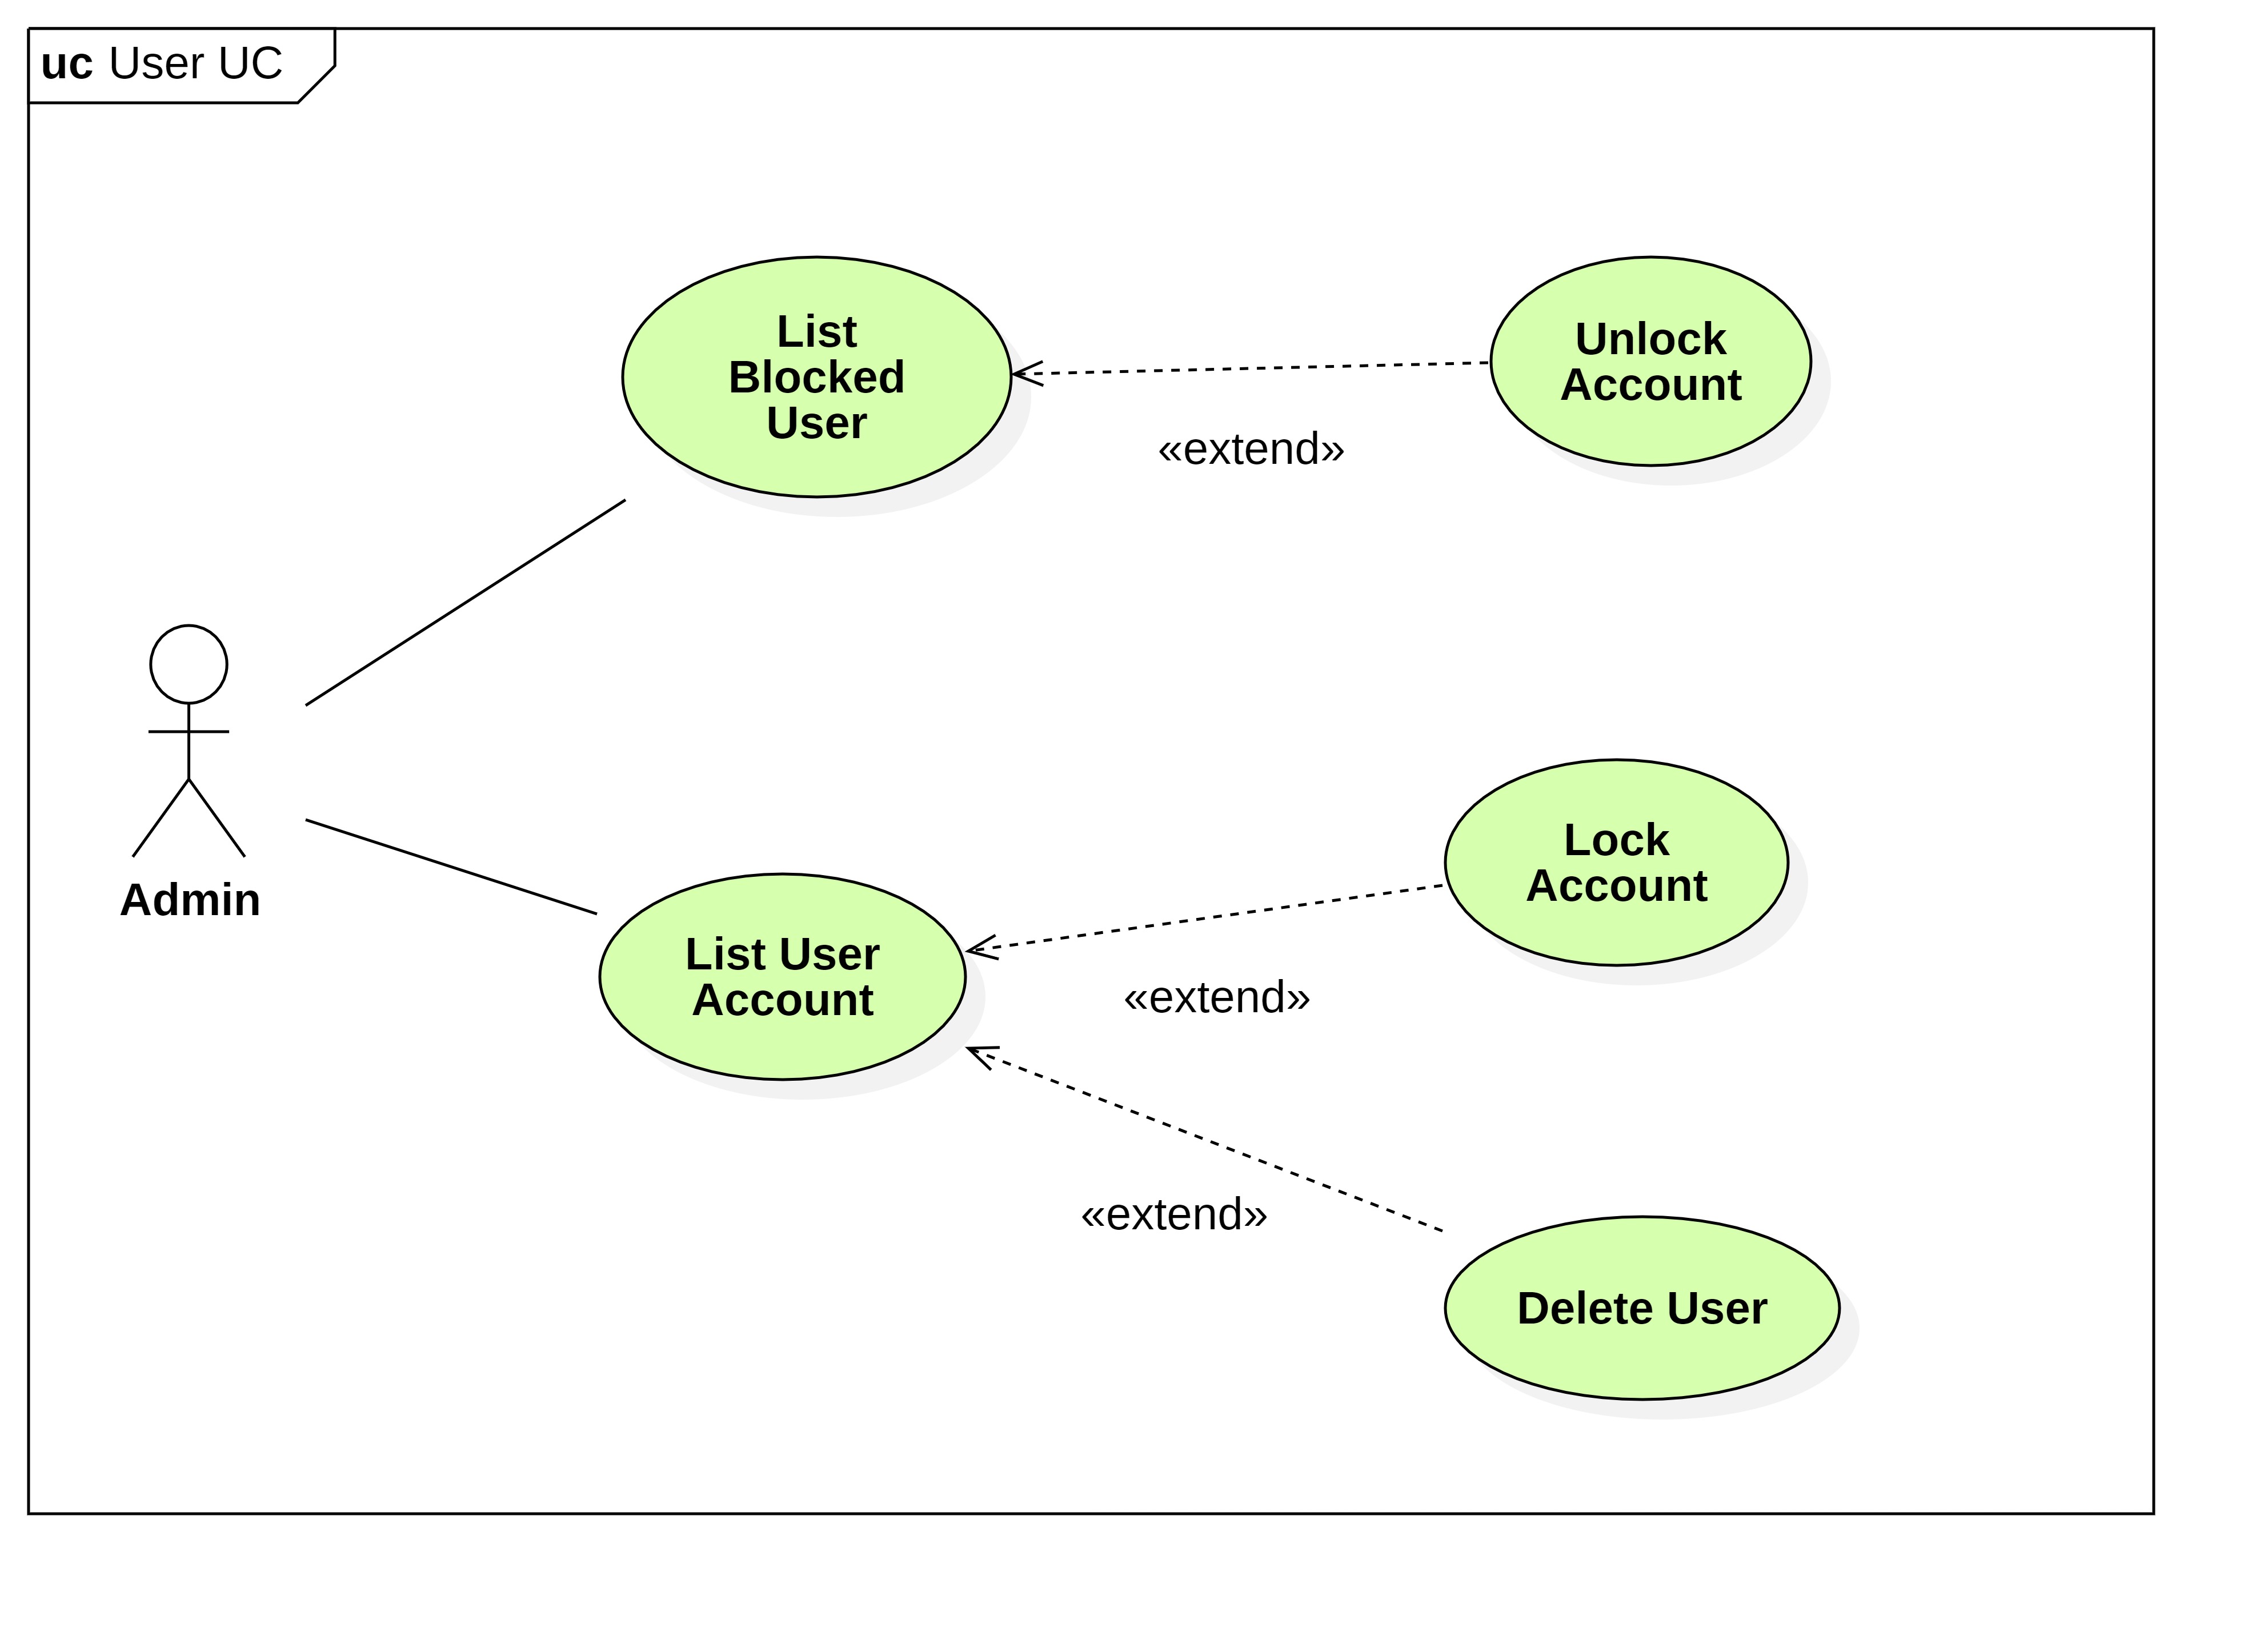 uc User UC
List
Blocked
User
Unlock
Account
«extend»
Admin
List User
Account
Lock
Account
«extend»
«extend»
Delete User